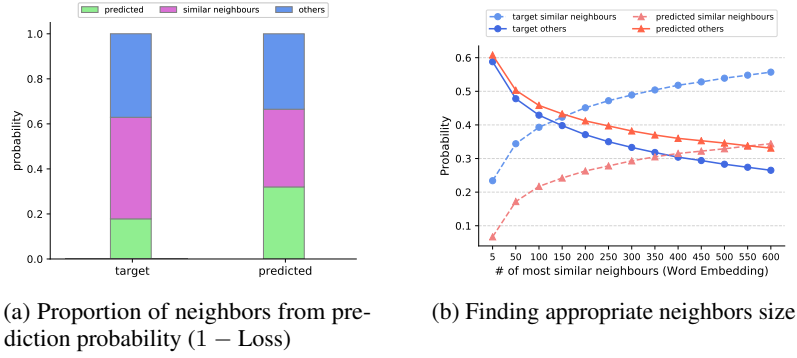 predicted similar neighbours others
1.0
0.8
0.6
0.4
0.2
0.0
probability
target predicted
(a) Proportion of neighbors from pre-
diction probability (1 − Loss)
target similar neighbours predicted similar neighbours
target others predicted others
0.6
0.5
0.4
0.3
0.2
0.1
Probability
5 50 100 150 200 250 300 350 400 450 500 550 600
# of most similar neighbours (Word Embedding)
(b) Finding appropriate neighbors size